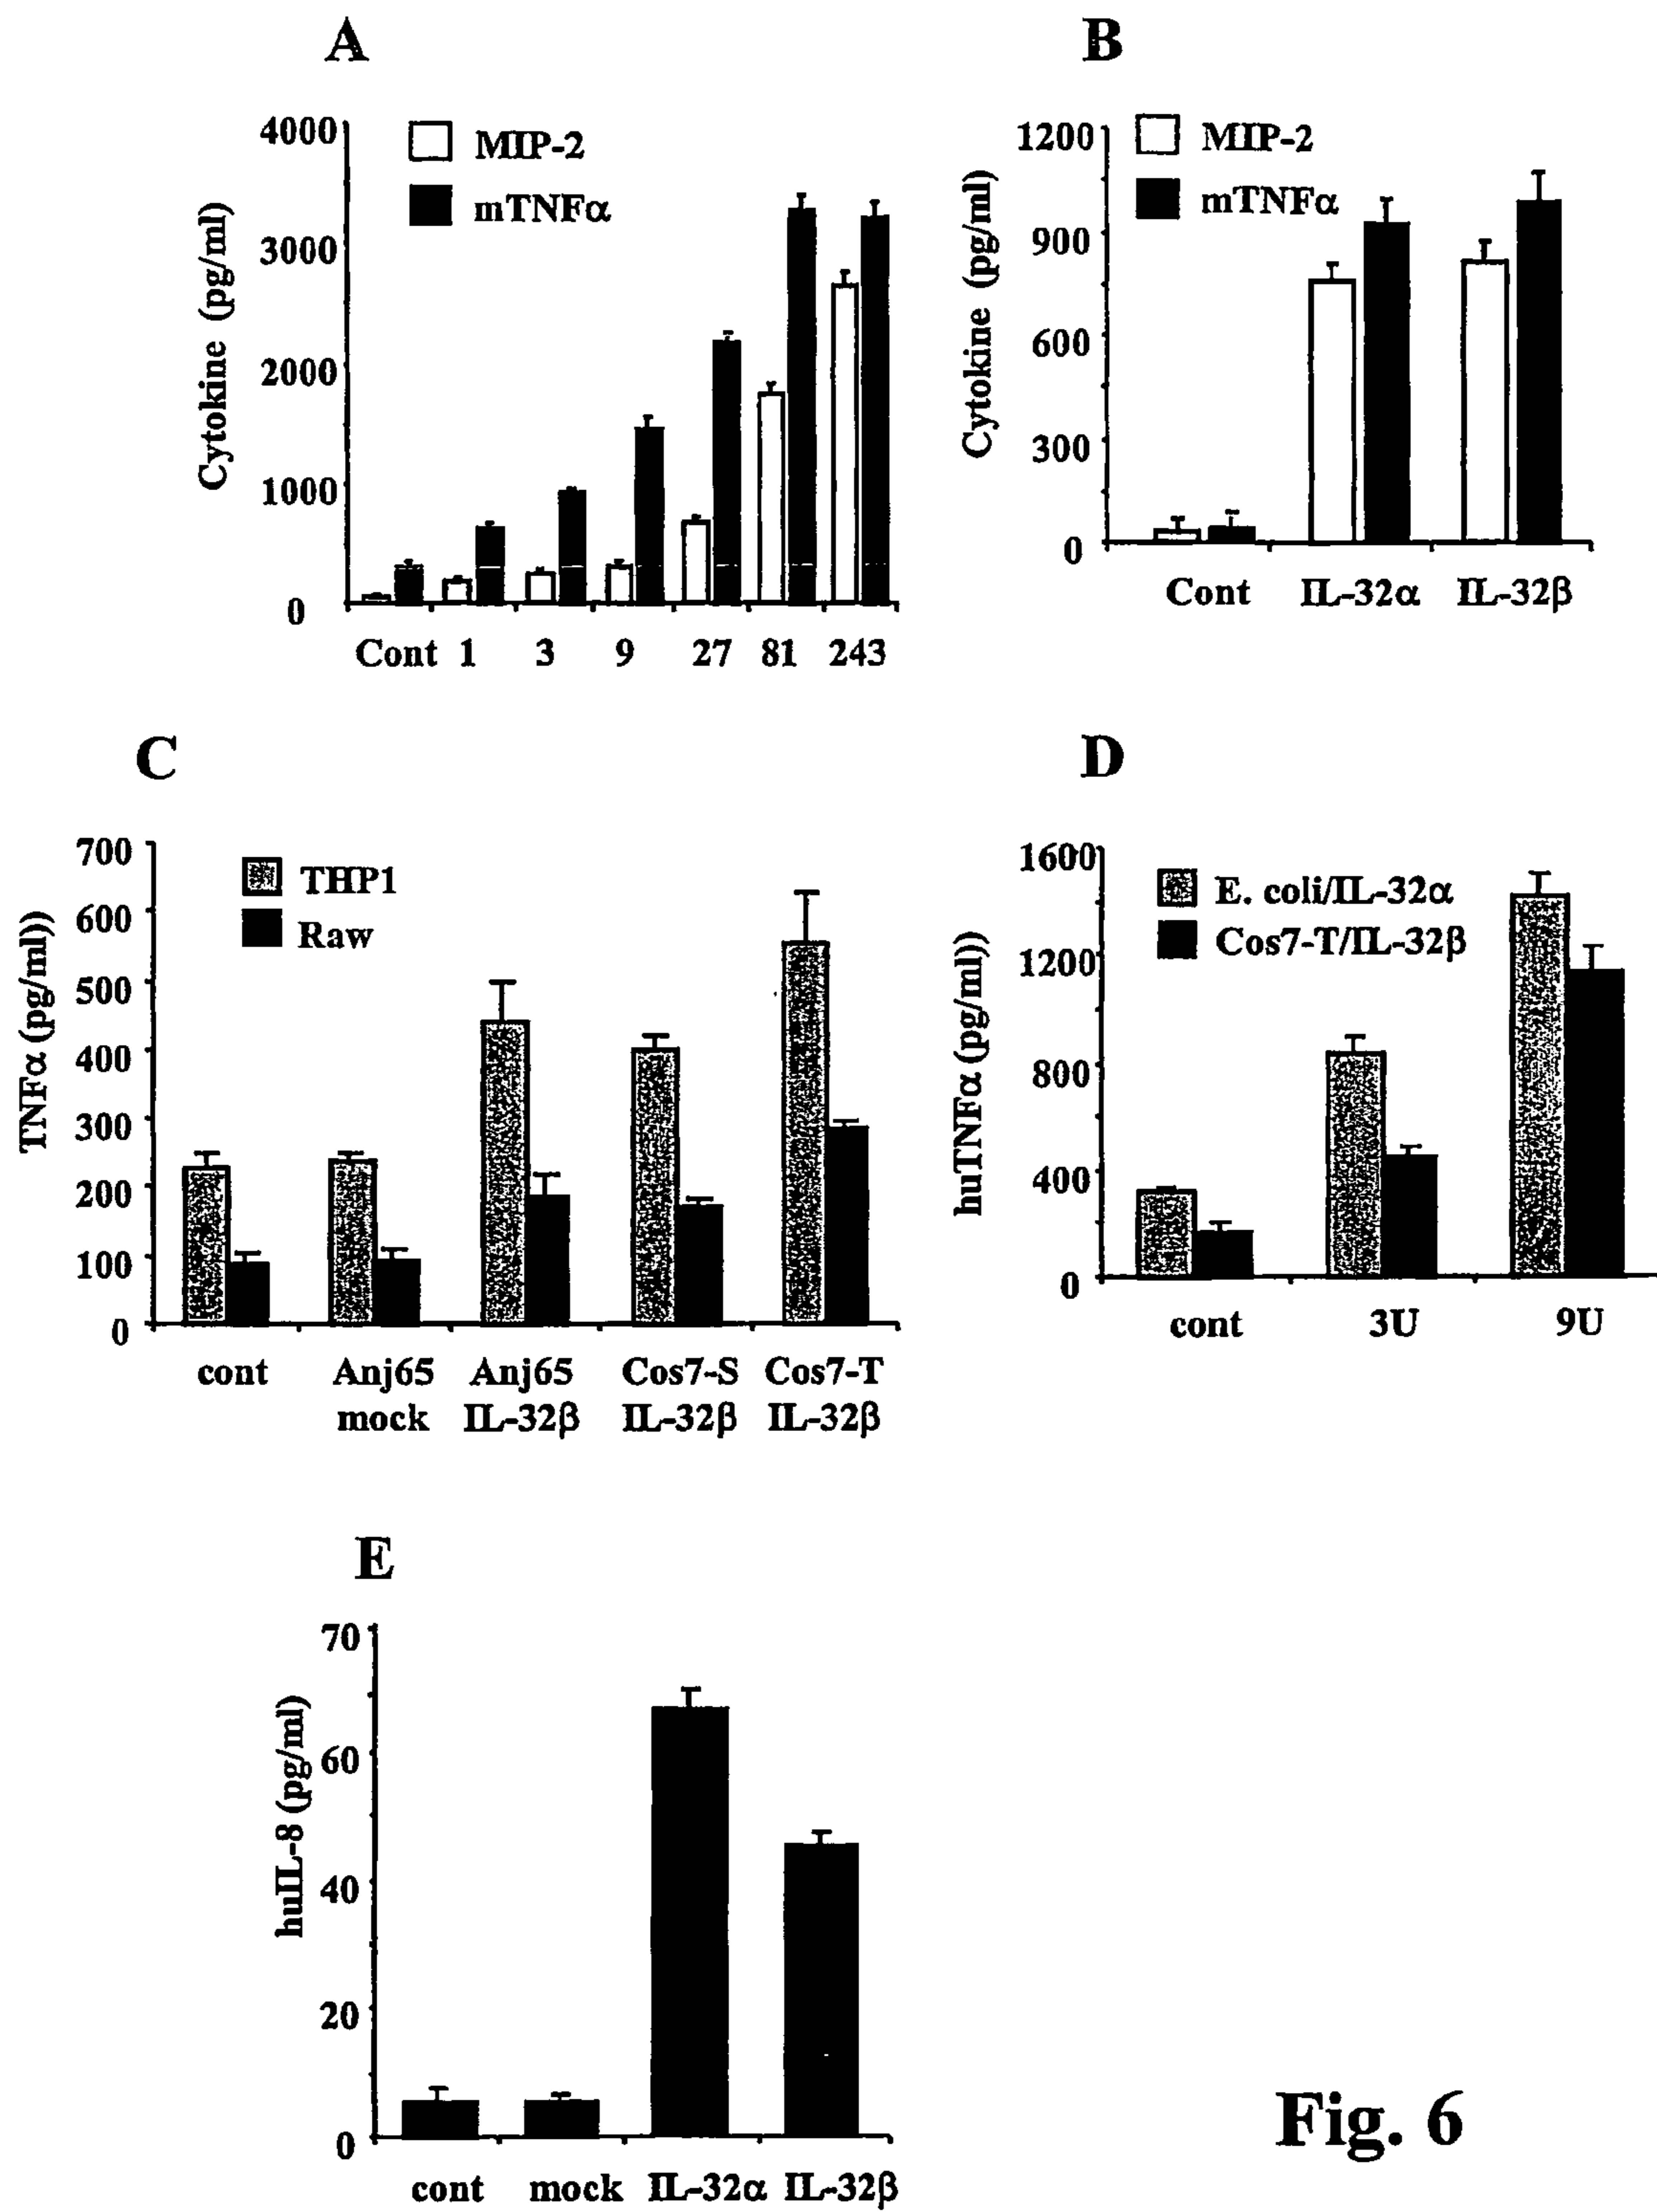 A
4000
3000
2000
1000
0
Cytokine (pg/ml)
MIP-2
mTNFα
Cont 1 3 9 27 81 243
B
1200
900
600
300
0
Cytokine (pg/ml)
MIP-2
mTNFα
Cont IL-32α IL-32β
C
700
600
500
400
300
200
100
0
TNFα (pg/ml))
THP1
Raw
cont Anj65 Anj65 Cos7-S Cos7-T
mock IL-32β IL-32β IL-32β
D
1600
1200
800
400
0
huTNFα (pg/ml))
E. coli/IL-32α
Cos7-T/IL-32β
cont 3U 9U
E
70
60
40
20
0
huIL-8 (pg/ml)
cont mock IL-32α IL-32β
Fig. 6